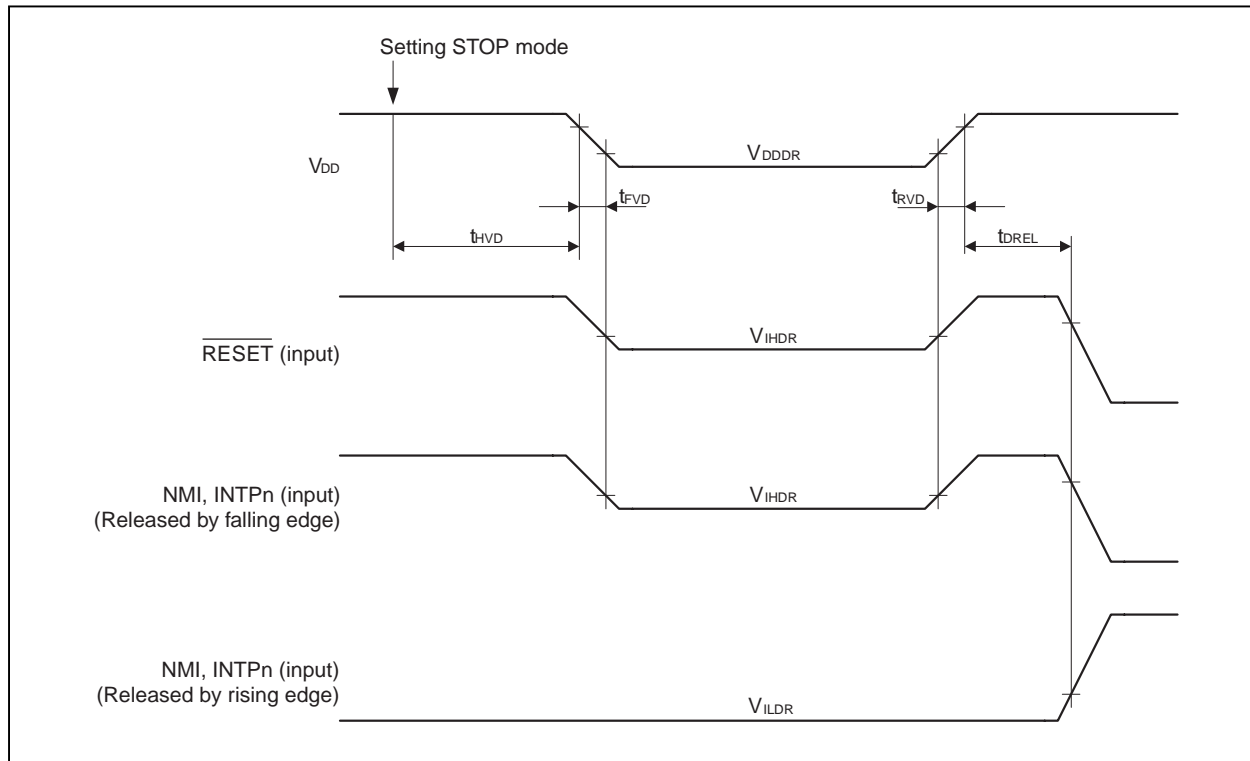 Setting STOP mode
VDD
VDDDR
tFVD
tRVD
tHVD
tDREL
RESET (input)
VIHDR
NMI, INTPn (input)
(Released by falling edge)
VIHDR
NMI, INTPn (input)
(Released by rising edge)
VILDR